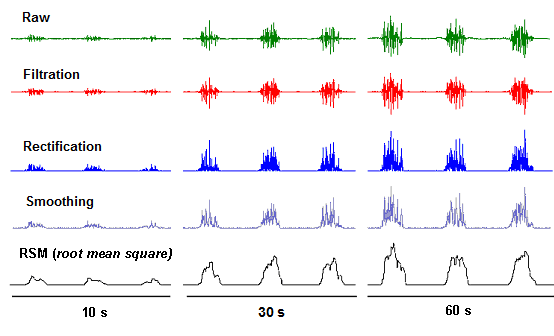 Raw
Filtration
Rectification
Smoothing
RSM (root mean square)
10 s
30 s
60 s